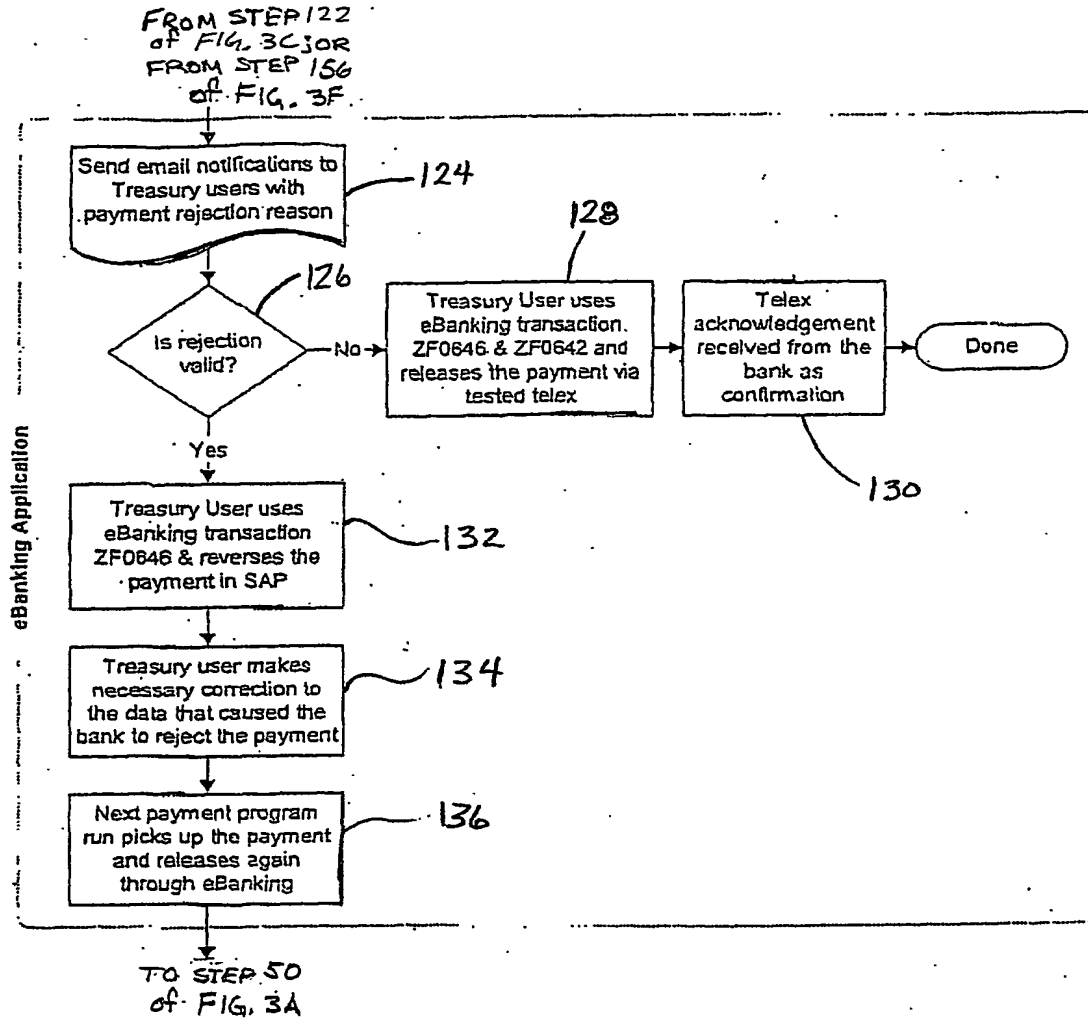 FROM STEP 122
of FIG. 3C; OR
FROM STEP 156
of FIG. 3F
Send email notifications to
Treasury users with
payment rejection reason
124
126
Is rejection
valid?
No
128
Treasury User uses
eBanking transaction.
ZF0646 & ZF0642 and
releases the payment via
tested telex
Telex
acknowledgement
received from the
bank as
confirmation
130
Done
Yes
eBanking Application
Treasury User uses
eBanking transaction
ZF0646 & reverses the
payment in SAP
132
Treasury user makes
necessary correction to
the data that caused the
bank to reject the payment
134
Next payment program
run picks up the payment
and releases again
through eBanking
136
TO STEP 50
of FIG. 3A